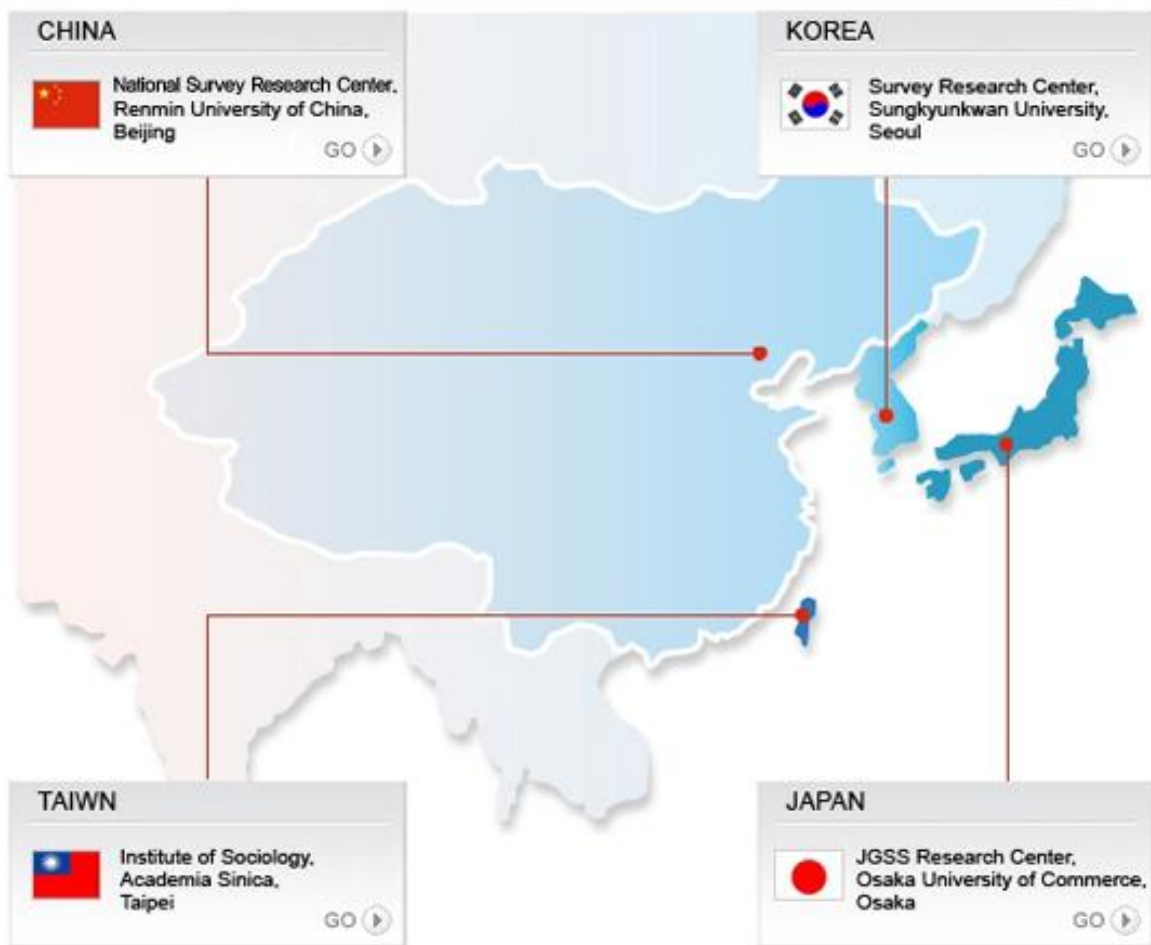 CHINA
National Survey Research Center,
Renmin University of China,
Beijing
GO
KOREA
Survey Research Center,
Sungkyunkwan University,
Seoul
GO
TAIWN
Institute of Sociology,
Academia Sinica,
Taipei
GO
JAPAN
JGSS Research Center,
Osaka University of Commerce,
Osaka
GO